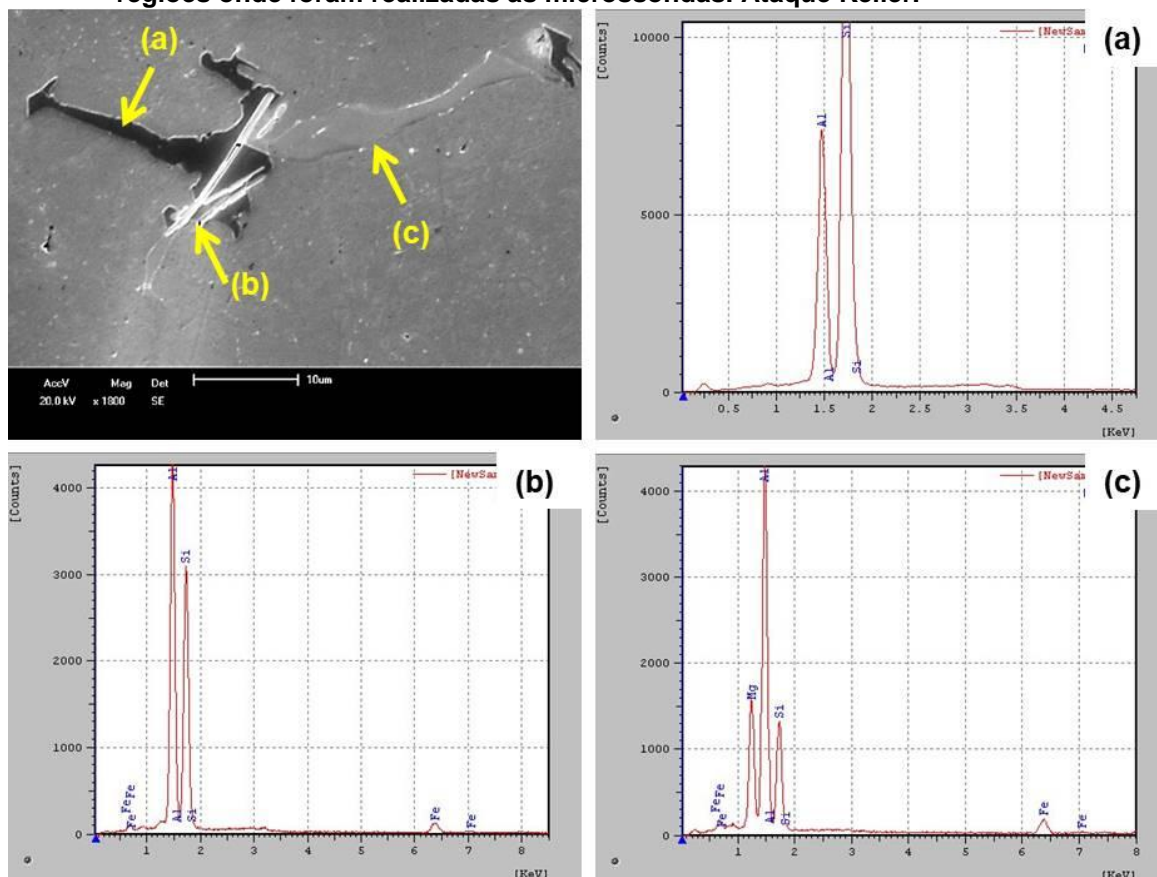 regiões onde foram realizadas as microssondas. Ataque Keller.
(a)
(c)
(b)
AccV Mag Det
20.0 kV x 1800 SE
10um
(a)
[Counts]
10000
5000
0
Al
Si
Al
Si
0.5 1 1.5 2 2.5 3 3.5 4 4.5
[KeV]
(b)
[Counts]
4000
3000
2000
1000
0
Al
Si
Fe
Fe
Fe
Al
Si
Fe
Fe
1 2 3 4 5 6 7 8
[KeV]
(c)
[Counts]
4000
3000
2000
1000
0
Al
Mg
Si
Fe
Fe
Fe
Al
Si
Fe
Fe
1 2 3 4 5 6 7 8
[KeV]